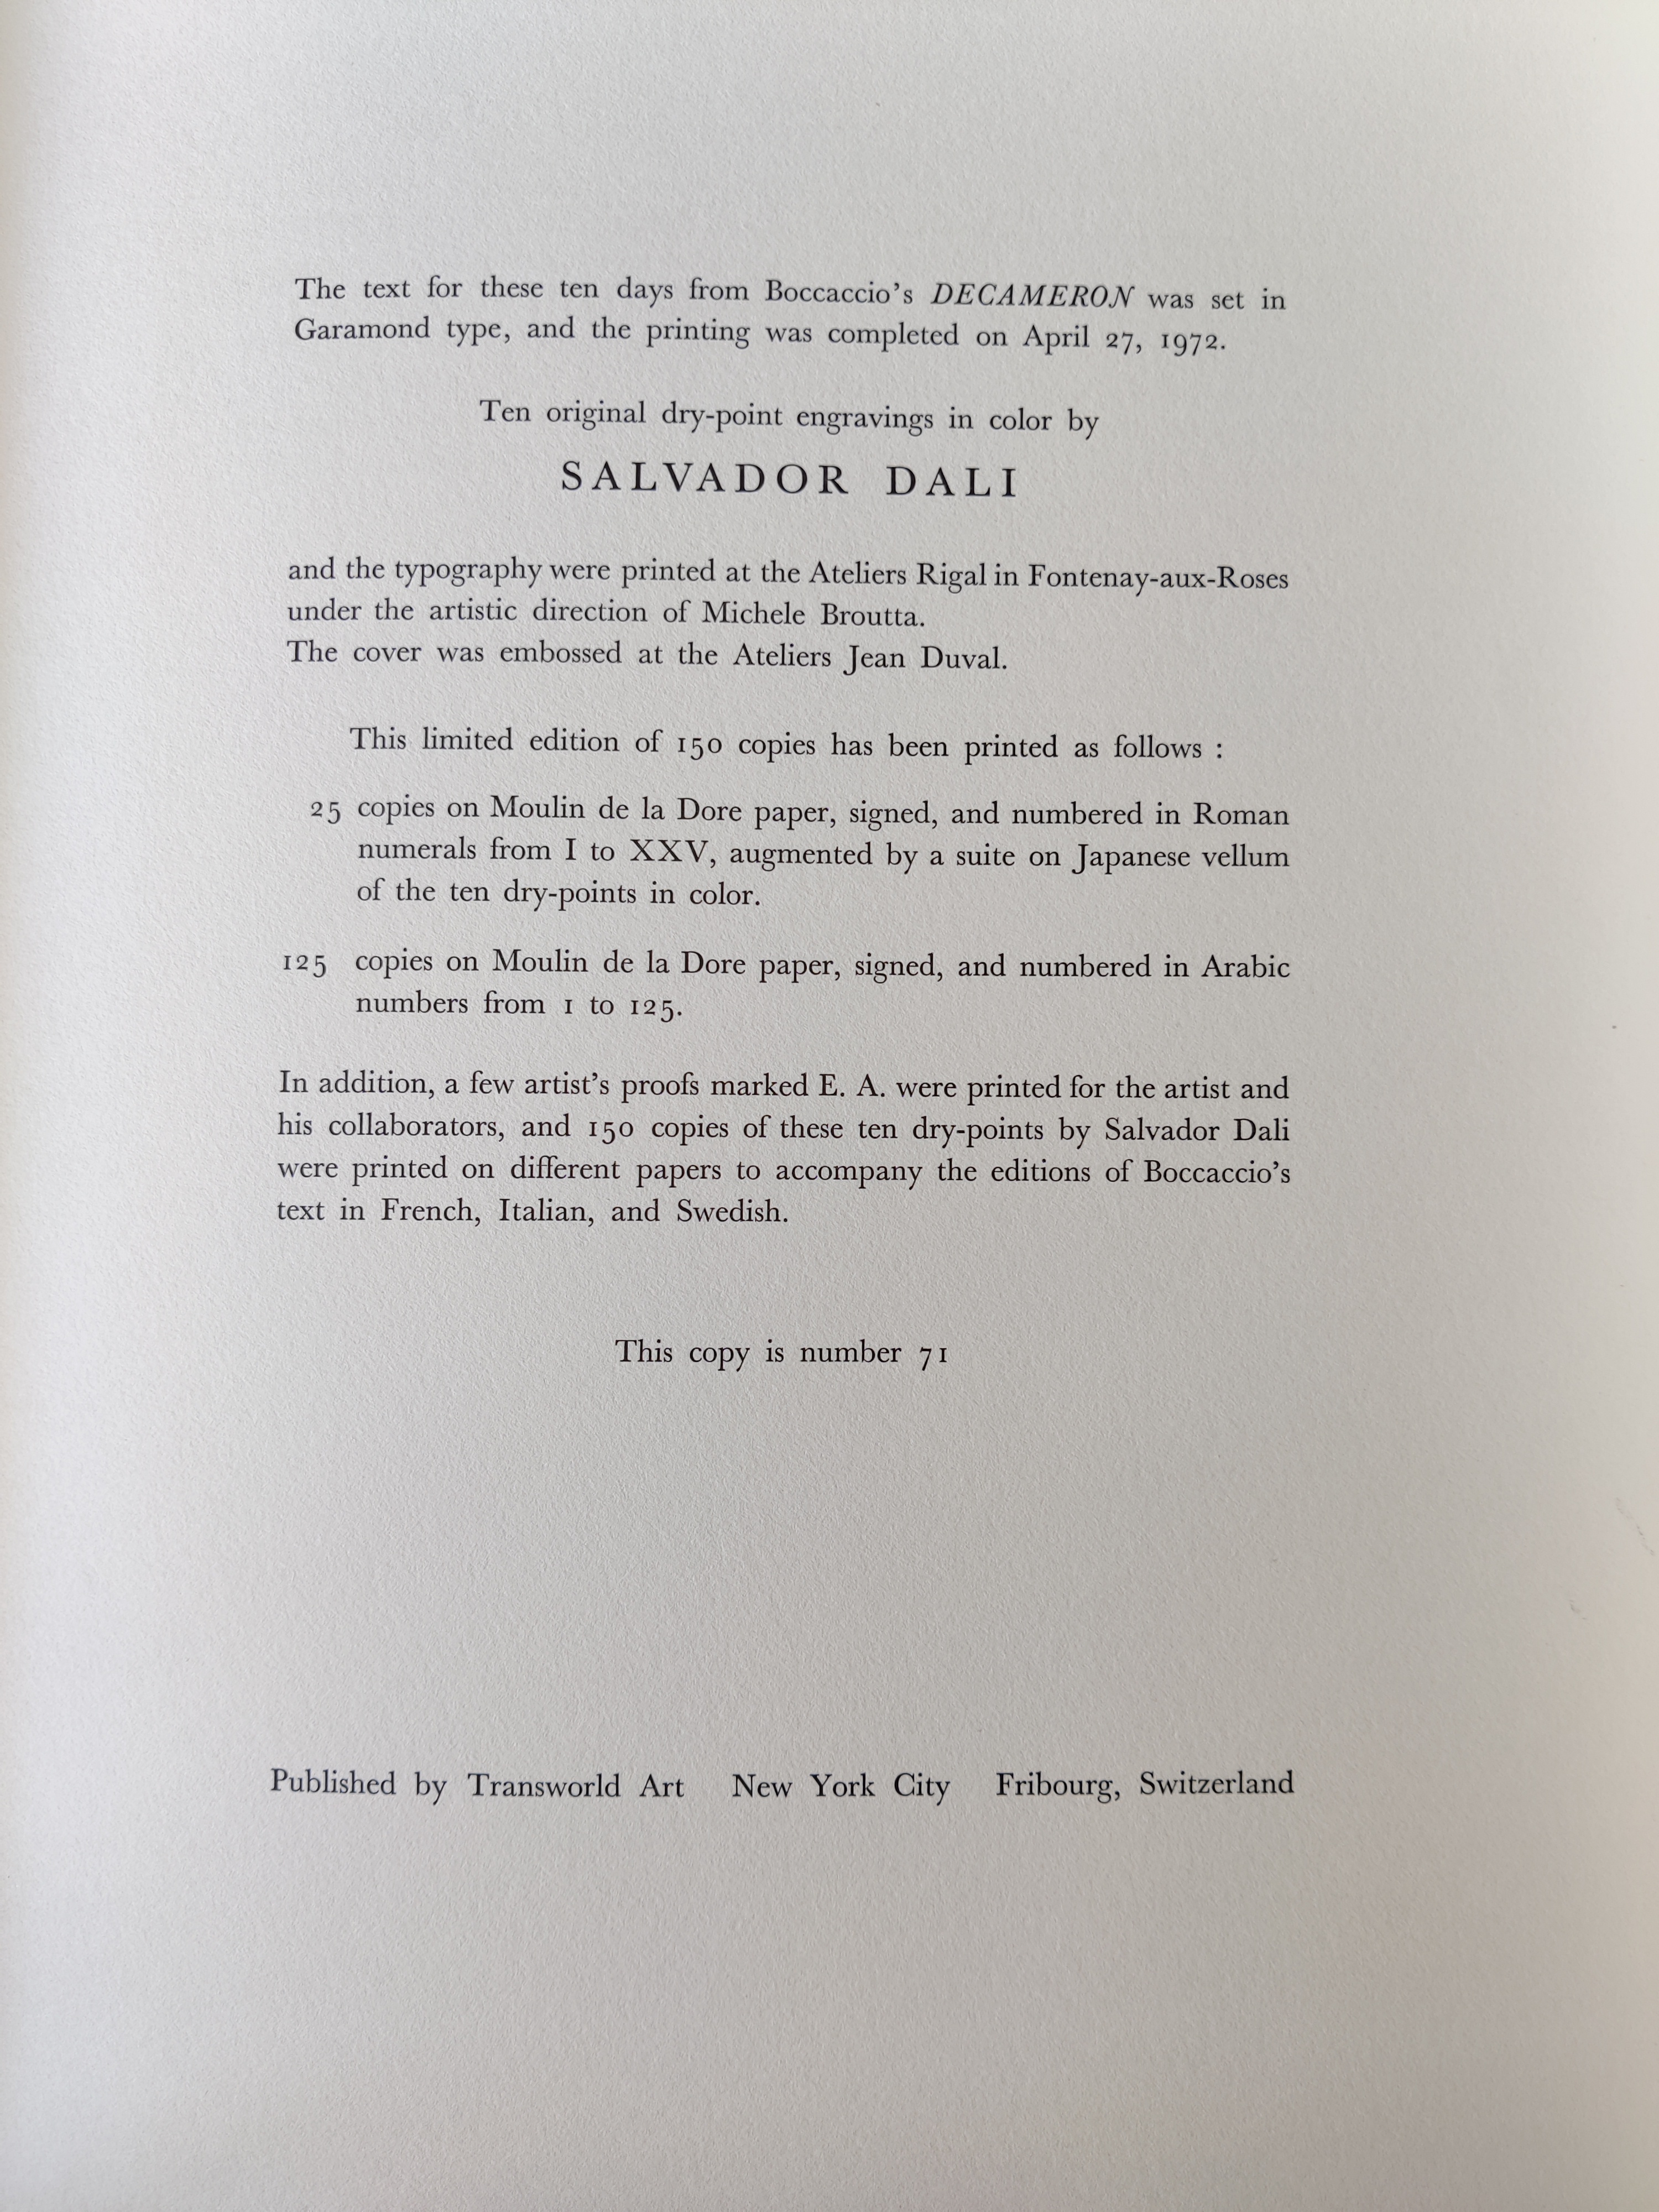 The text for these ten days from Boccaccio's DECAMERON was set in
Garamond type, and the printing was completed on April 27, 1972.
Ten original dry-point engravings in color by
SALVADOR DALI
and the typography were printed at the Ateliers Rigal in Fontenay-aux-Roses
under the artistic direction of Michele Broutta.
The cover was embossed at the Ateliers Jean Duval.
This limited edition of 150 copies has been printed as follows :
25 copies on Moulin de la Dore paper, signed, and numbered in Roman
numerals from I to XXV, augmented by a suite on Japanese vellum
of the ten dry-points in color.
125 copies on Moulin de la Dore paper, signed, and numbered in Arabic
numbers from 1 to 125.
In addition, a few artist's proofs marked E. A. were printed for the artist and
his collaborators, and 150 copies of these ten dry-points by Salvador Dali
were printed on different papers to accompany the editions of Boccaccio's
text in French, Italian, and Swedish.
This copy is number 71
Published by Transworld Art New York City Fribourg, Switzerland